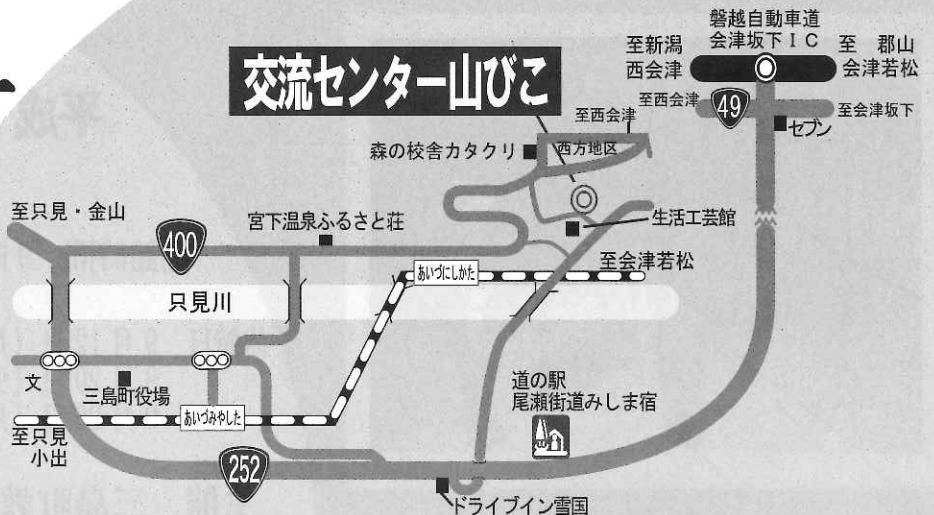 磐越自動車道
会津坂下IC
至新潟
西会津
至 郡山
会津若松
交流センター山びこ
至西会津
49
至会津坂下
セブン
至西会津
西方地区
森の校舎カタクリ
至只見・金山
宮下温泉ふるさと荘
生活工芸館
400
あいづにしかた
至会津若松
只見川
文
三島町役場
あいづみやした
道の駅
尾瀬街道みしま宿
至只見
小出
252
ドライブイン雪国